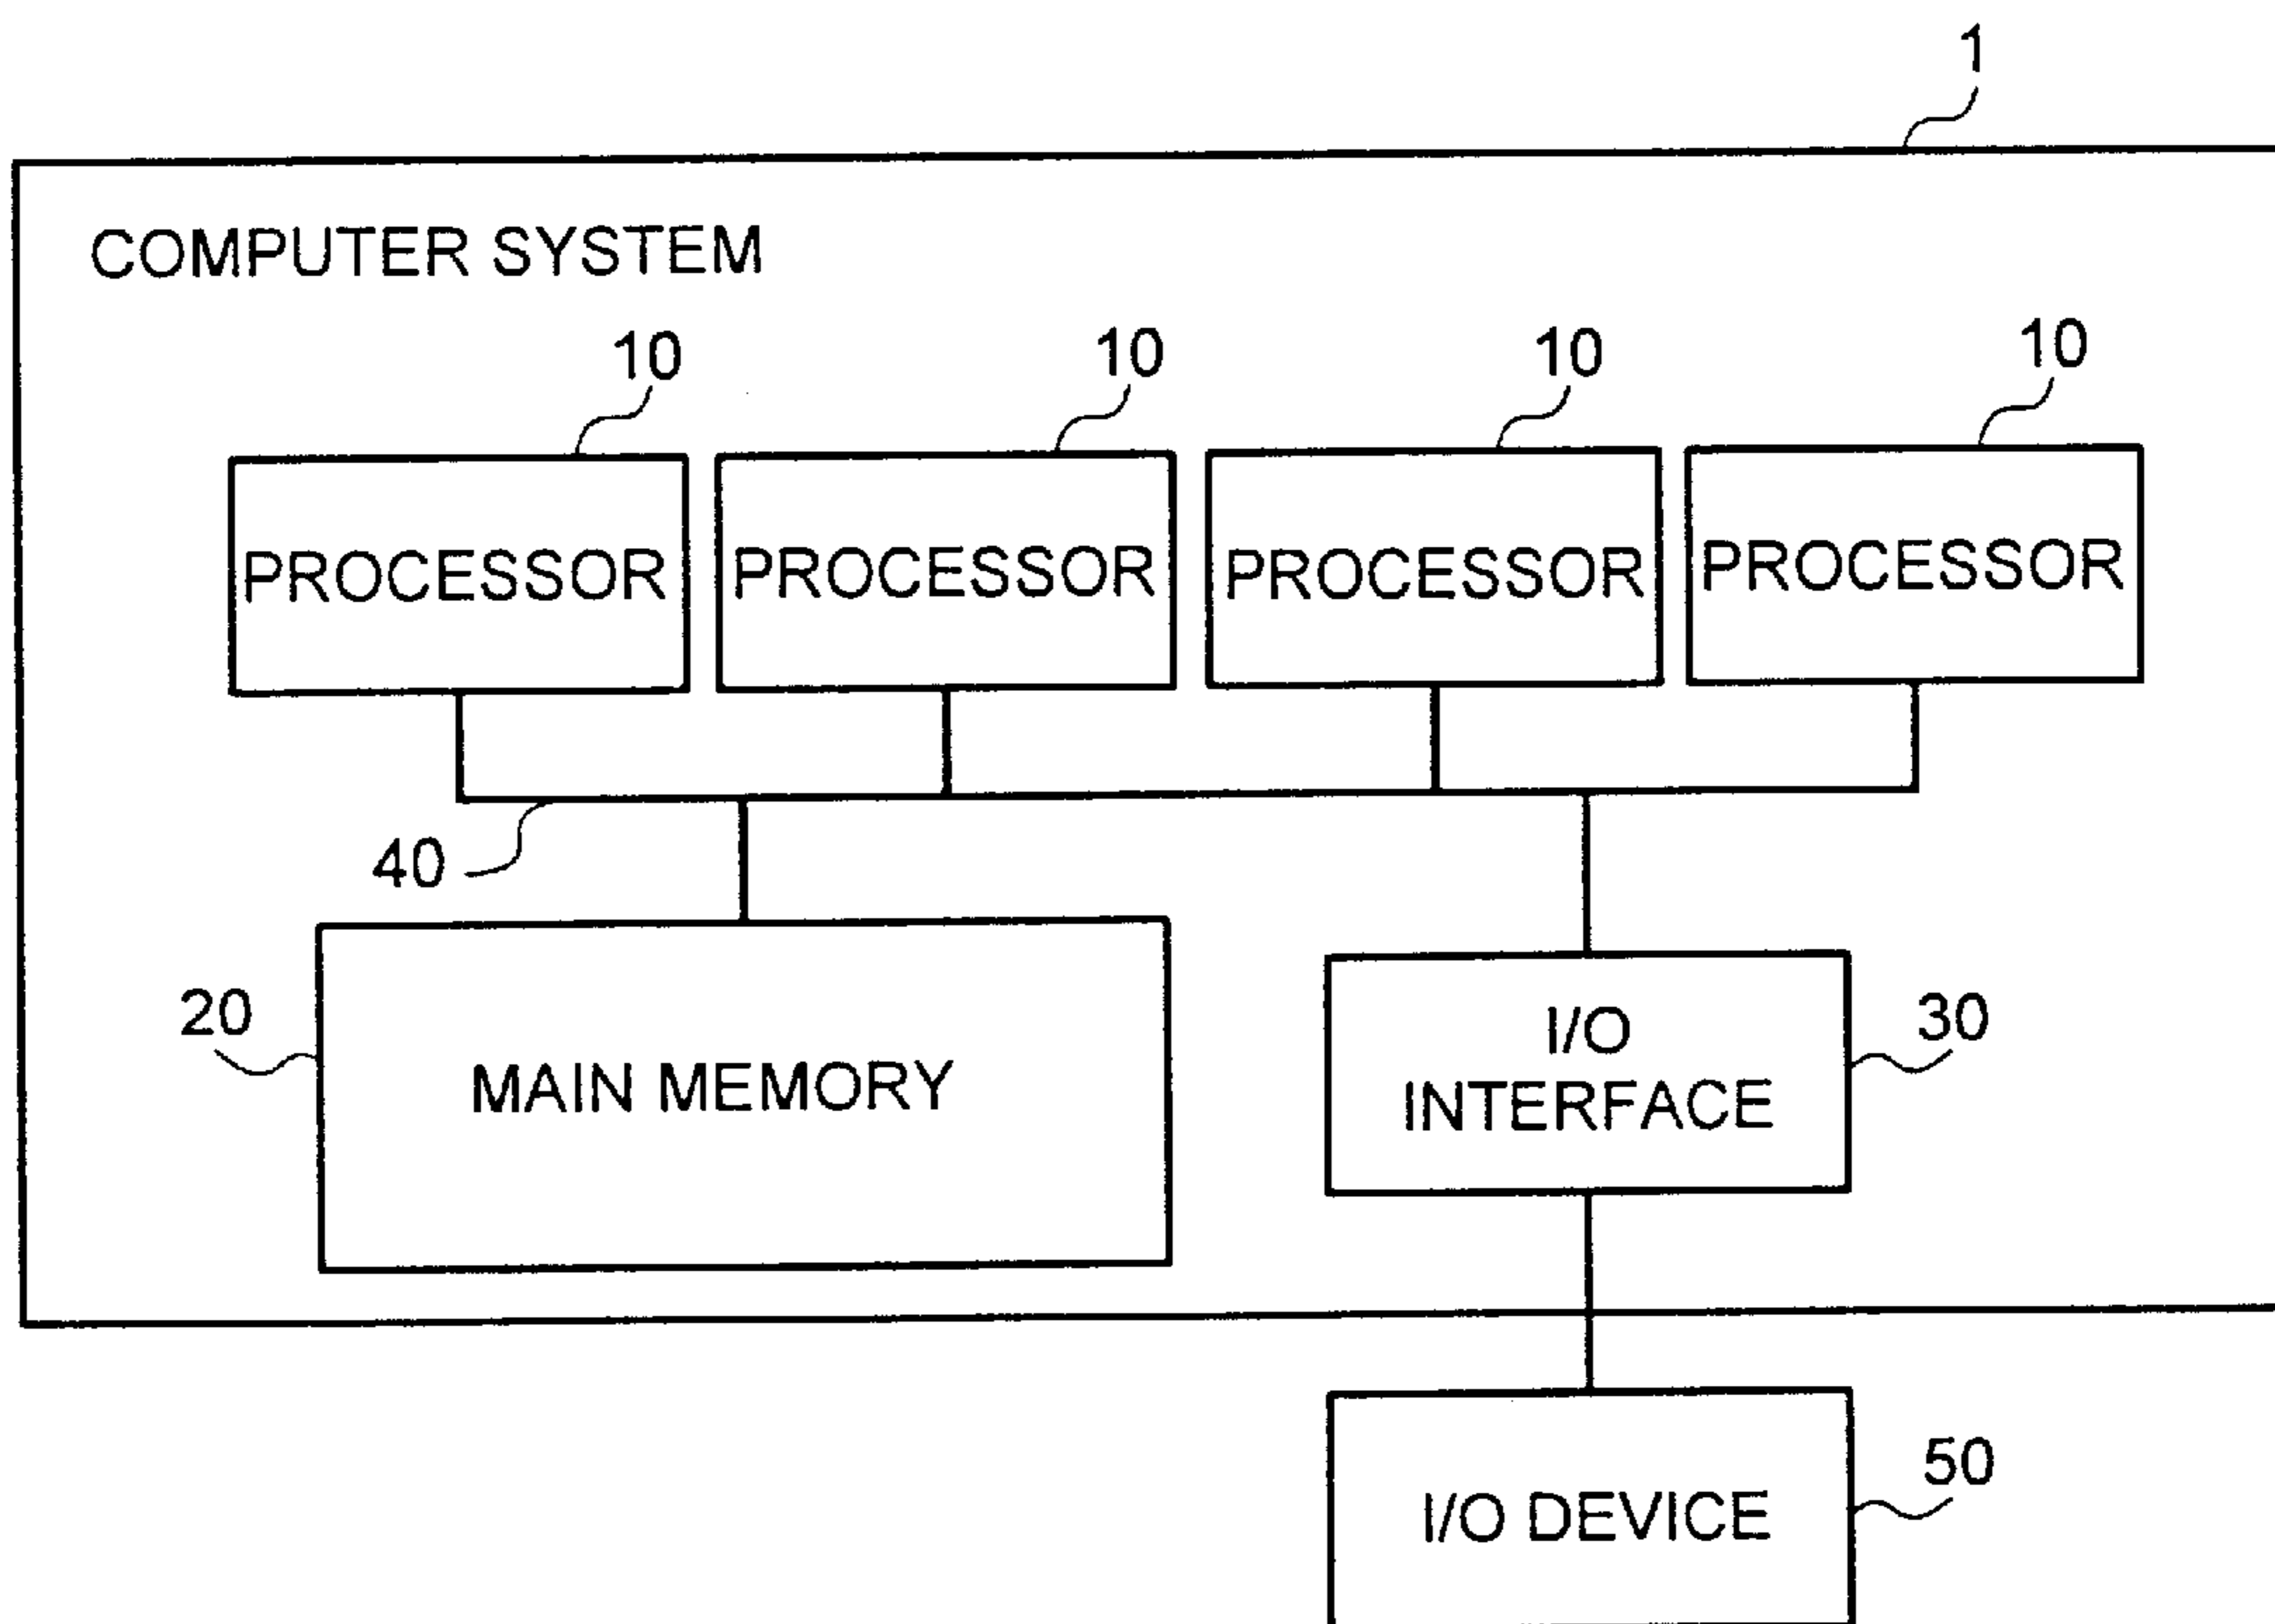 1
COMPUTER SYSTEM
10 10 10 10
PROCESSOR PROCESSOR PROCESSOR PROCESSOR
40
20
MAIN MEMORY
I/O
INTERFACE
30
I/O DEVICE
50